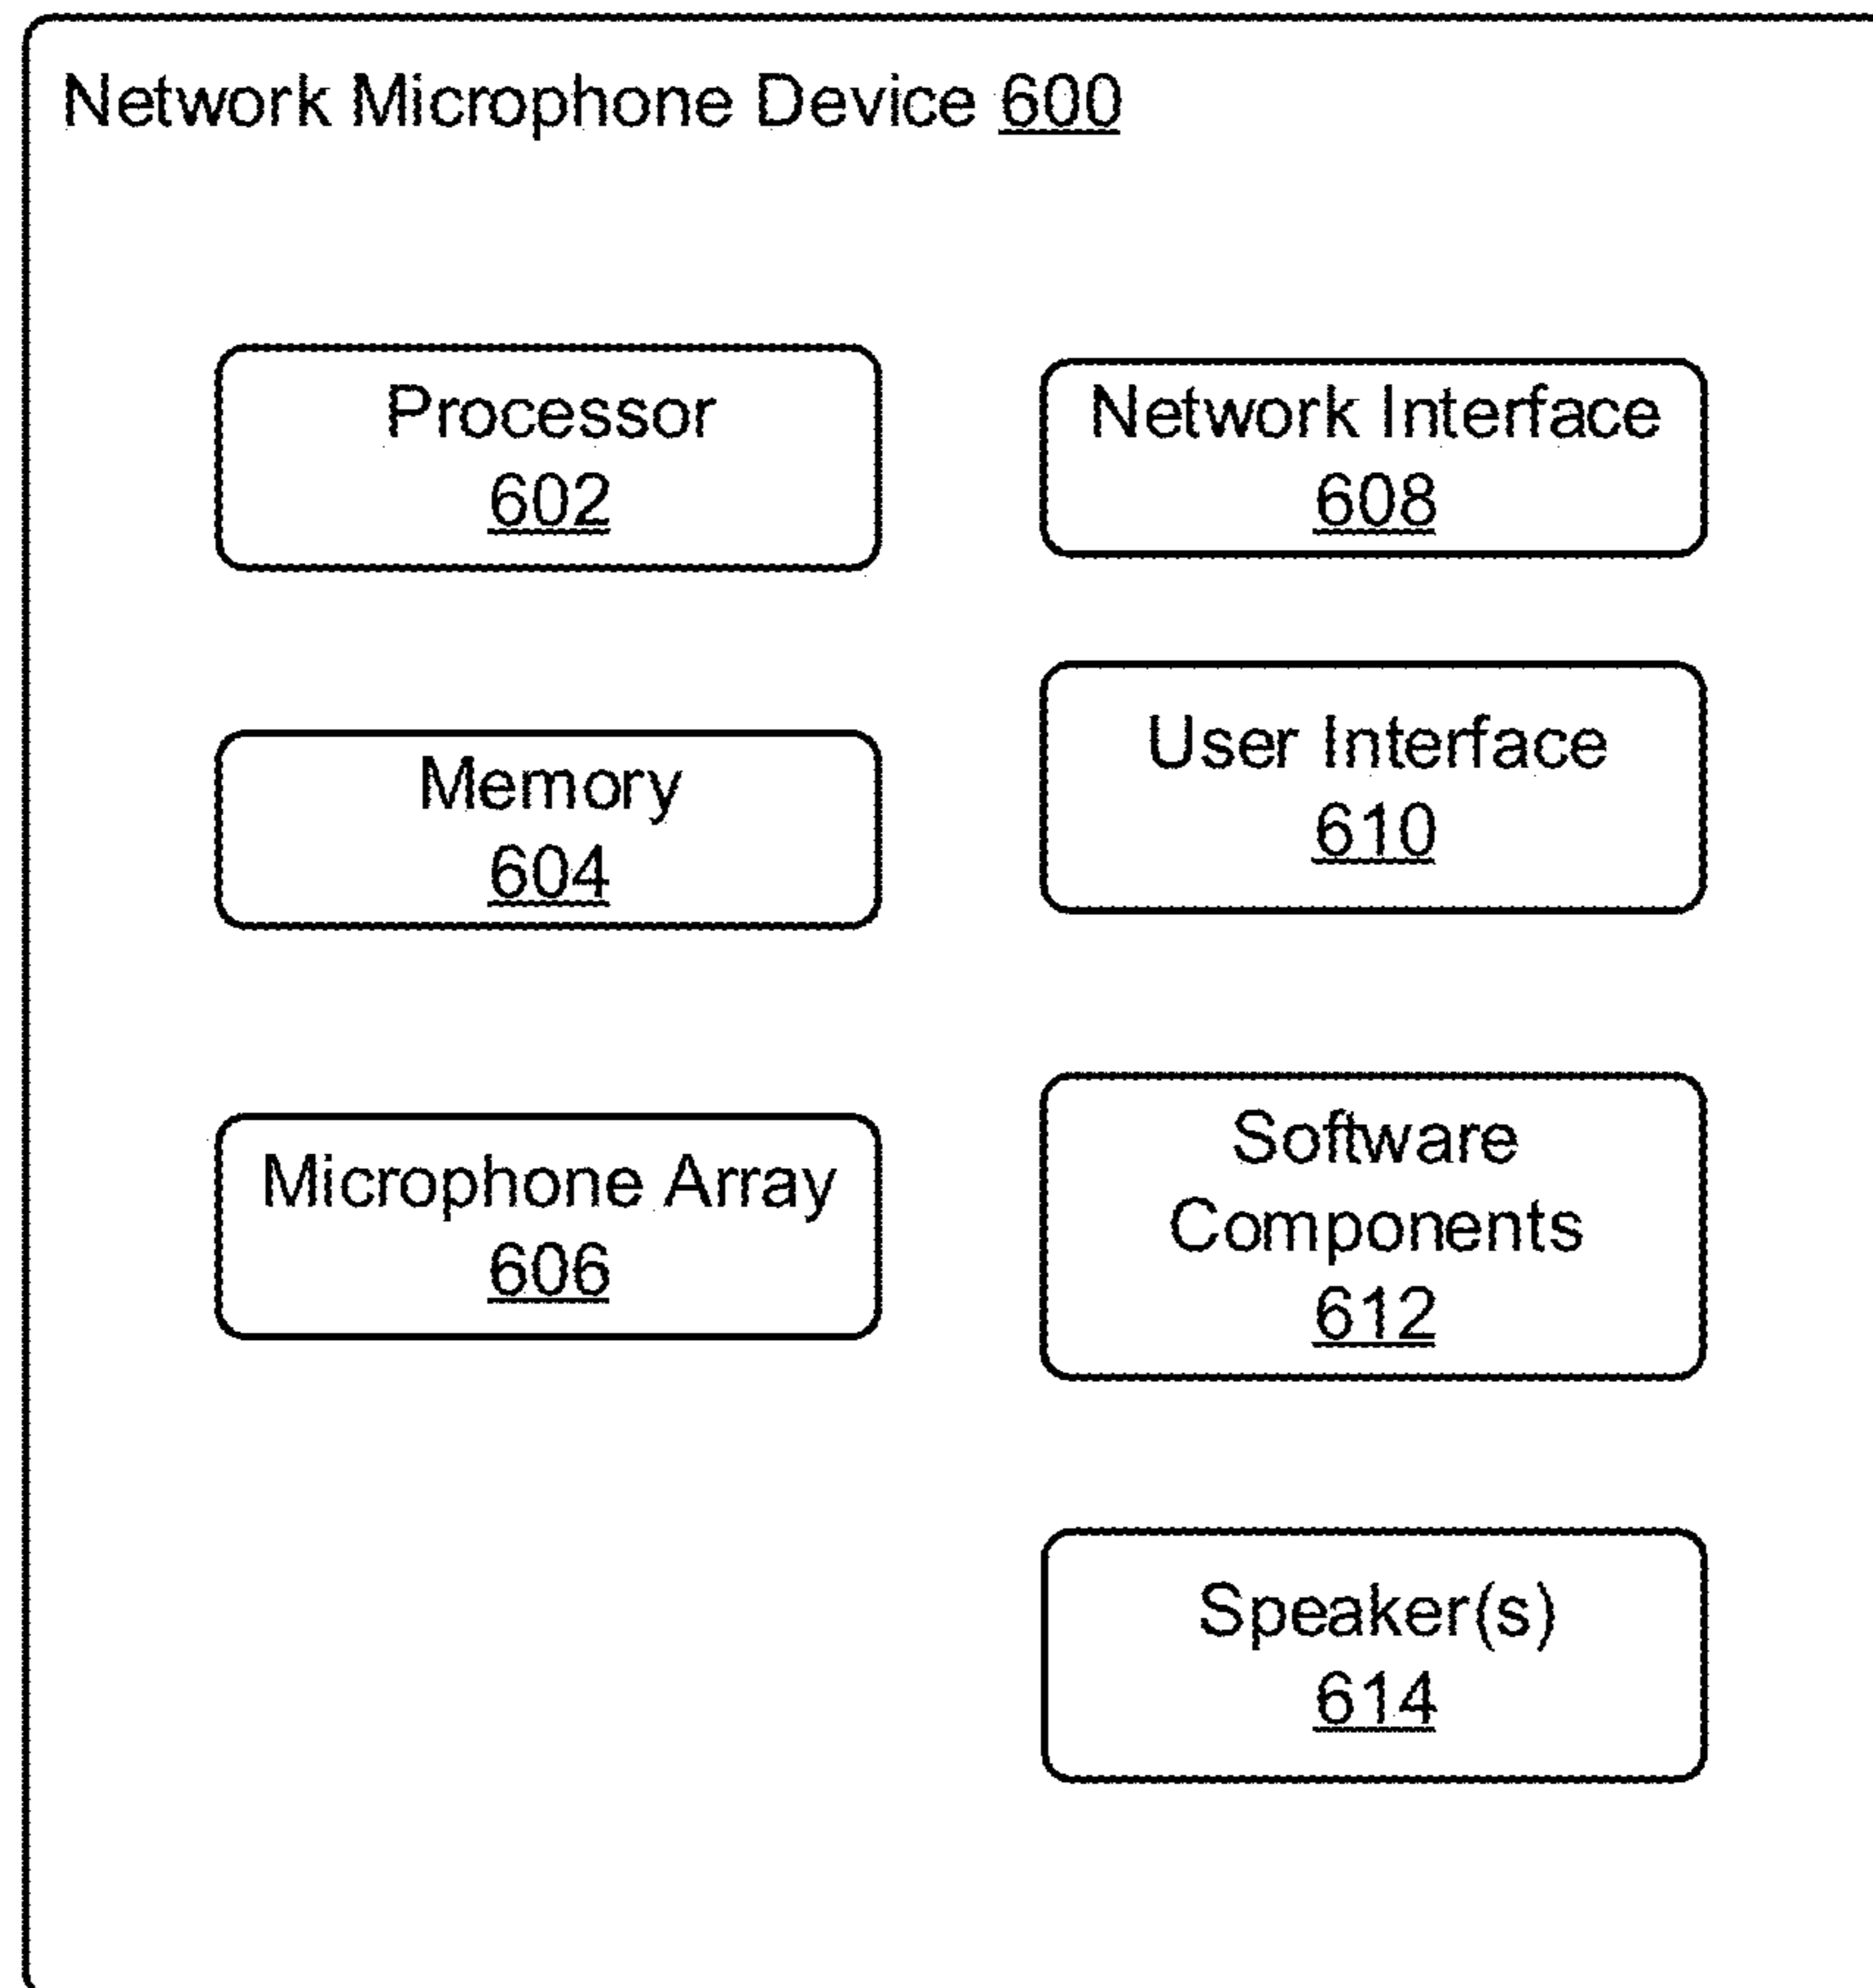 Network Microphone Device 600
Processor
602
Memory
604
Microphone Array
606
Network Interface
608
User Interface
610
Software
Components
612
Speaker(s)
614